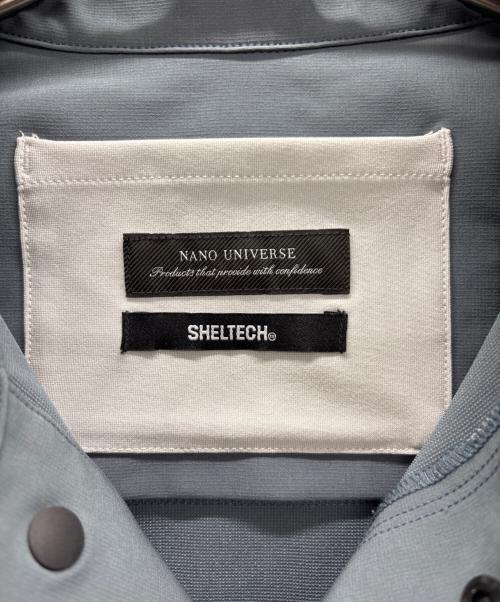 NANO UNIVERSE
Products that provide with confidence
SHELTECH®